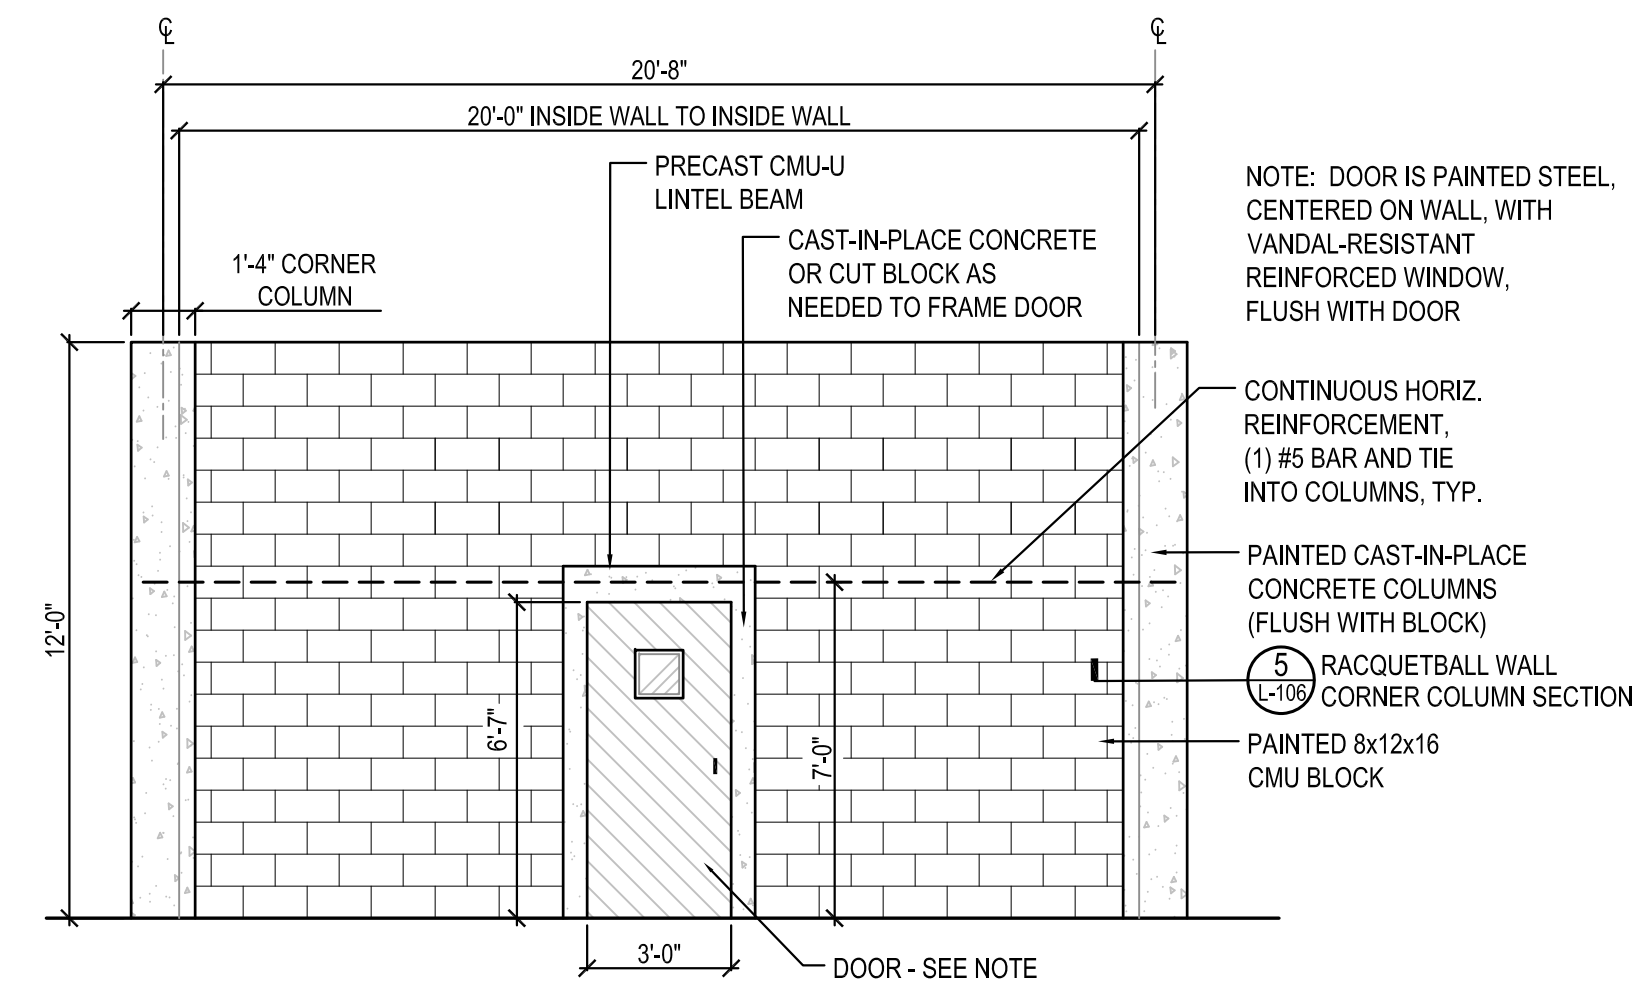 ℄
℄
20'-8"
20'-0" INSIDE WALL TO INSIDE WALL
PRECAST CMU-U
LINTEL BEAM
CAST-IN-PLACE CONCRETE
OR CUT BLOCK AS
NEEDED TO FRAME DOOR
1'-4" CORNER
COLUMN
NOTE: DOOR IS PAINTED STEEL,
CENTERED ON WALL, WITH
VANDAL-RESISTANT
REINFORCED WINDOW,
FLUSH WITH DOOR
CONTINUOUS HORIZ.
REINFORCEMENT,
(1) #5 BAR AND TIE
INTO COLUMNS, TYP.
PAINTED CAST-IN-PLACE
CONCRETE COLUMNS
(FLUSH WITH BLOCK)
5
L-106
RACQUETBALL WALL
CORNER COLUMN SECTION
PAINTED 8x12x16
CMU BLOCK
12'-0"
6'-7"
7'-0"
3'-0"
DOOR - SEE NOTE